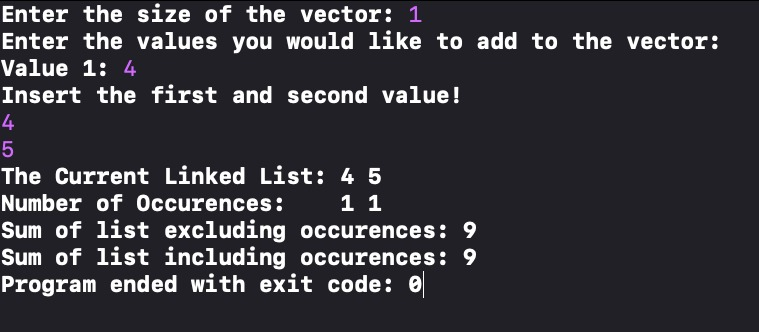 Enter the size of the vector: 1
Enter the values you would like to add to the vector:
Value 1: 4
Insert the first and second value!
4
5
The Current Linked List: 4 5
Number of Occurences:    1 1
Sum of list excluding occurences: 9
Sum of list including occurences: 9
Program ended with exit code: 0